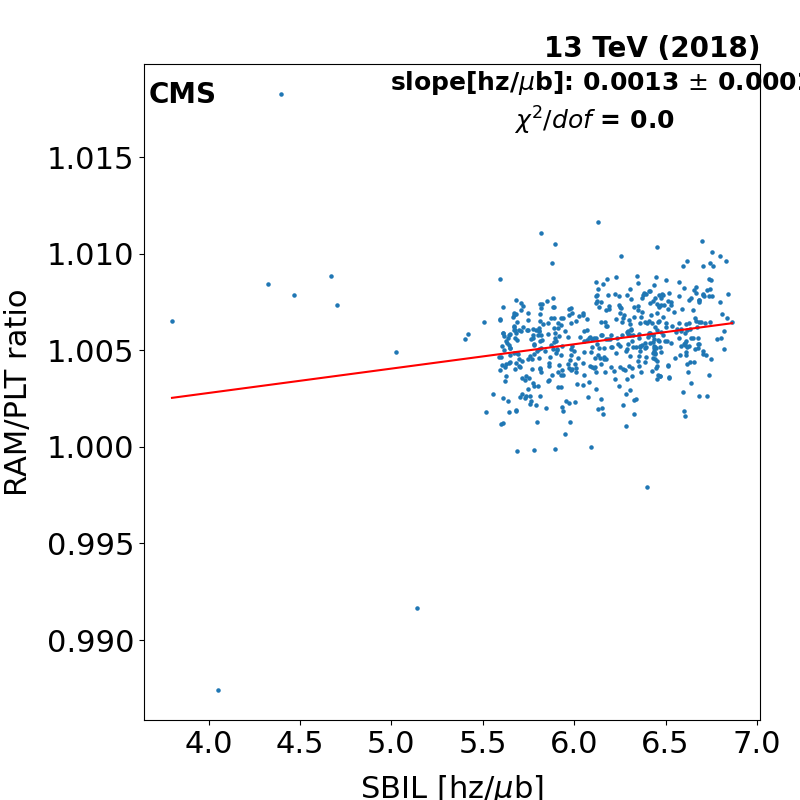 13 TeV (2018)
CMS
slope[hz/μb]: 0.0013 ± 0.000
χ²/dof = 0.0
1.015
1.010
1.005
1.000
0.995
0.990
RAM/PLT ratio
4.0 4.5 5.0 5.5 6.0 6.5 7.0
SBIL [hz/μb]